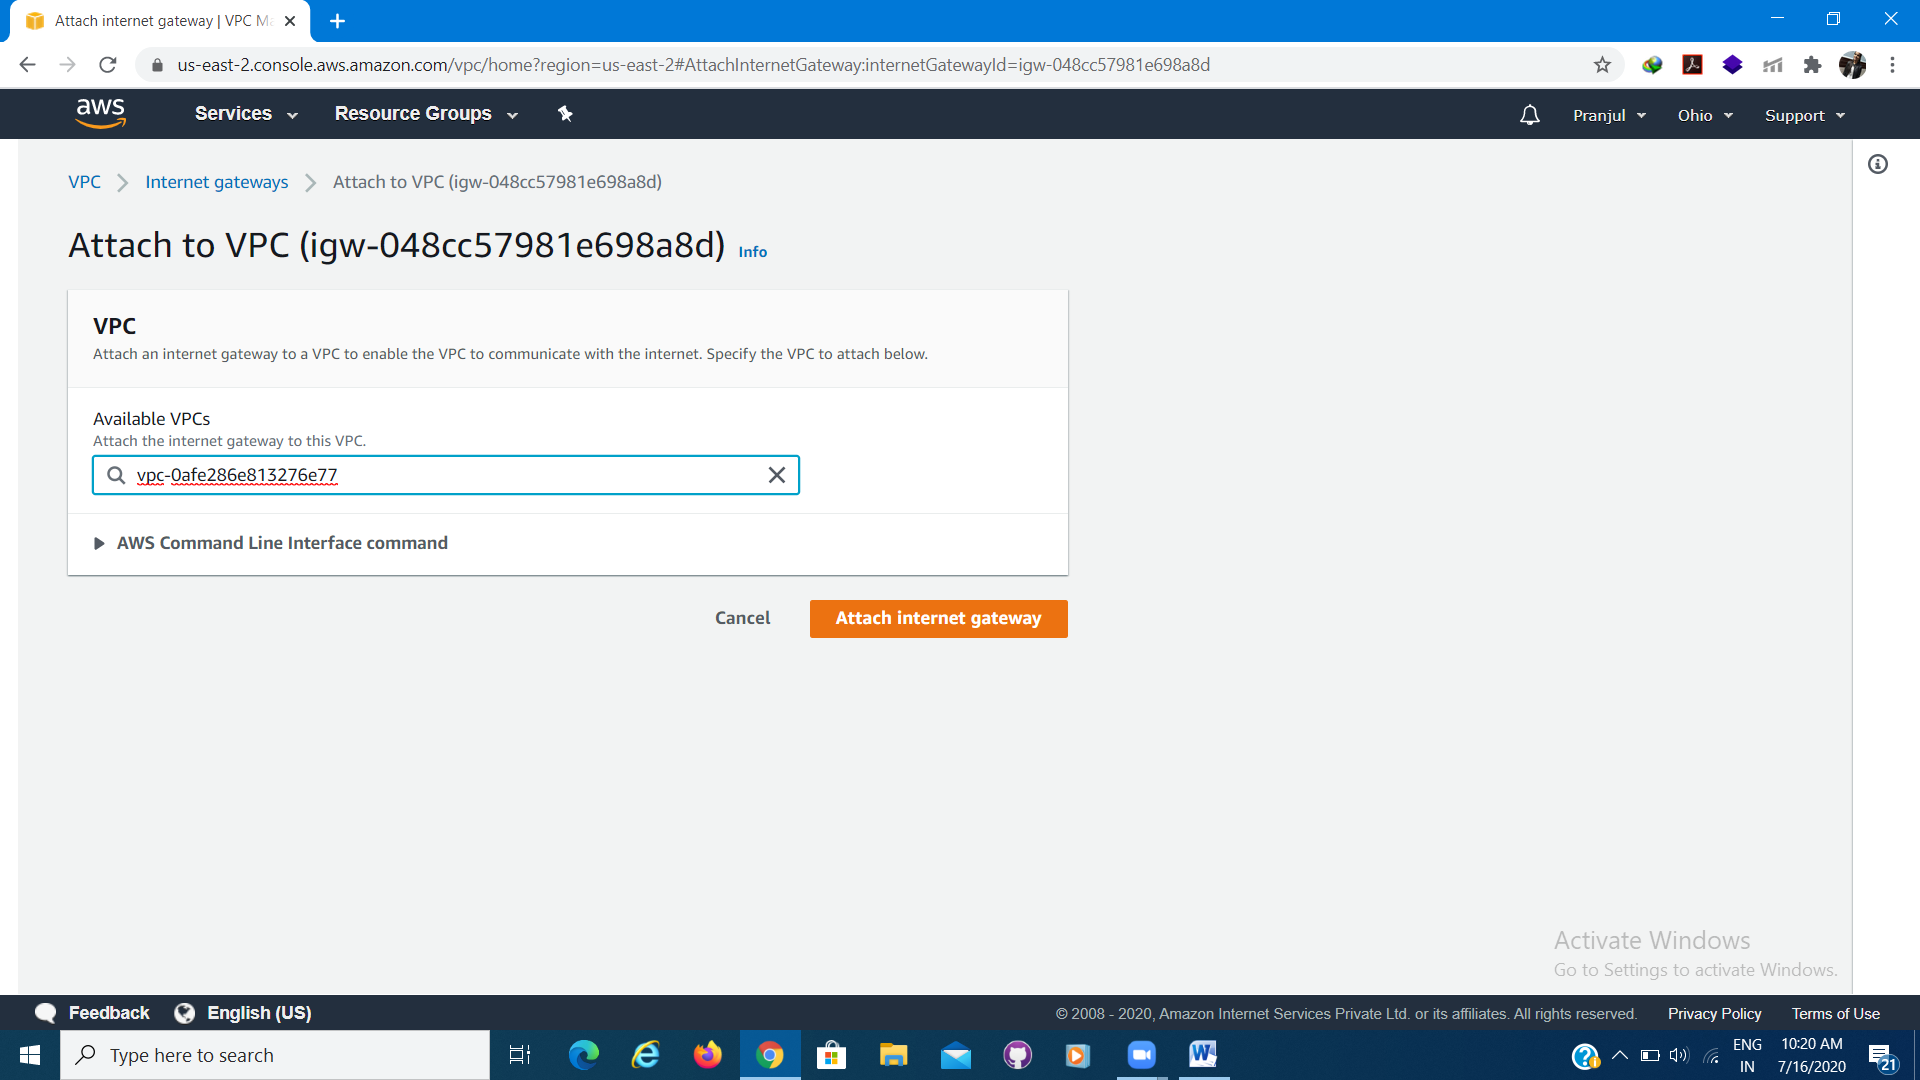 Attach internet gateway | VPC Ma
us-east-2.console.aws.amazon.com/vpc/home?region=us-east-2#AttachInternetGateway:internetGatewayId=igw-048cc57981e698a8d
aws
Services
Resource Groups
Pranjul
Ohio
Support
VPC
Internet gateways
Attach to VPC (igw-048cc57981e698a8d)
Attach to VPC (igw-048cc57981e698a8d) Info
VPC
Attach an internet gateway to a VPC to enable the VPC to communicate with the internet. Specify the VPC to attach below.
Available VPCs
Attach the internet gateway to this VPC.
vpc-0afe286e813276e77
AWS Command Line Interface command
Cancel
Attach internet gateway
Activate Windows
Go to Settings to activate Windows.
Feedback
English (US)
© 2008 - 2020, Amazon Internet Services Private Ltd. or its affiliates. All rights reserved.
Privacy Policy
Terms of Use
Type here to search
ENG
IN
10:20 AM
7/16/2020
21